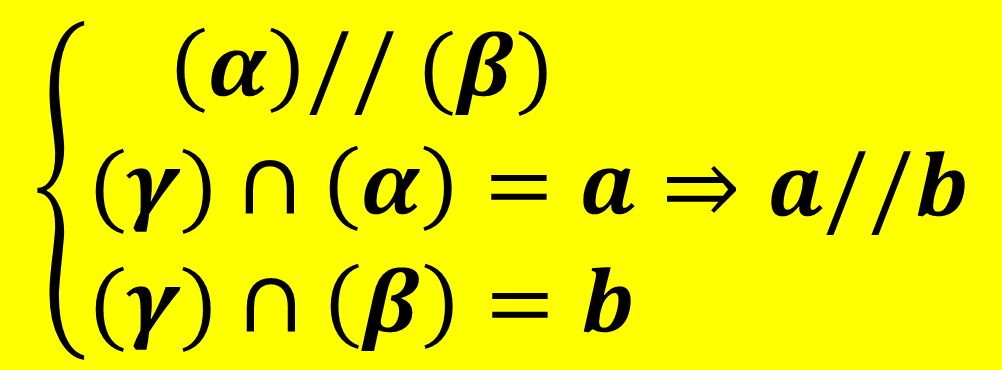 (α)// (β)
(γ) ∩ (α) = a ⇒ a//b
(γ) ∩ (β) = b